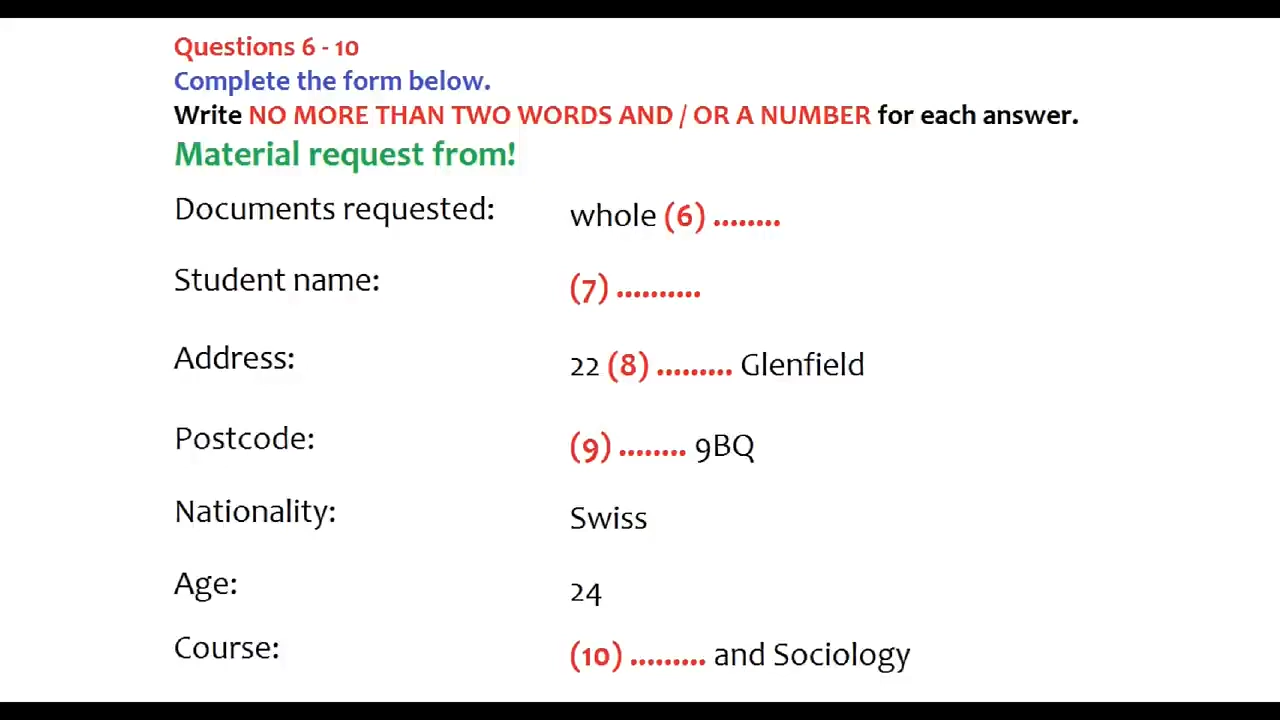 Questions 6 - 10
Complete the form below.
Write NO MORE THAN TWO WORDS AND / OR A NUMBER for each answer.
Material request from!
Documents requested: whole (6) ........
Student name: (7) ..........
Address: 22 (8) ......... Glenfield
Postcode: (9) ........ 9BQ
Nationality: Swiss
Age: 24
Course: (10) ......... and Sociology